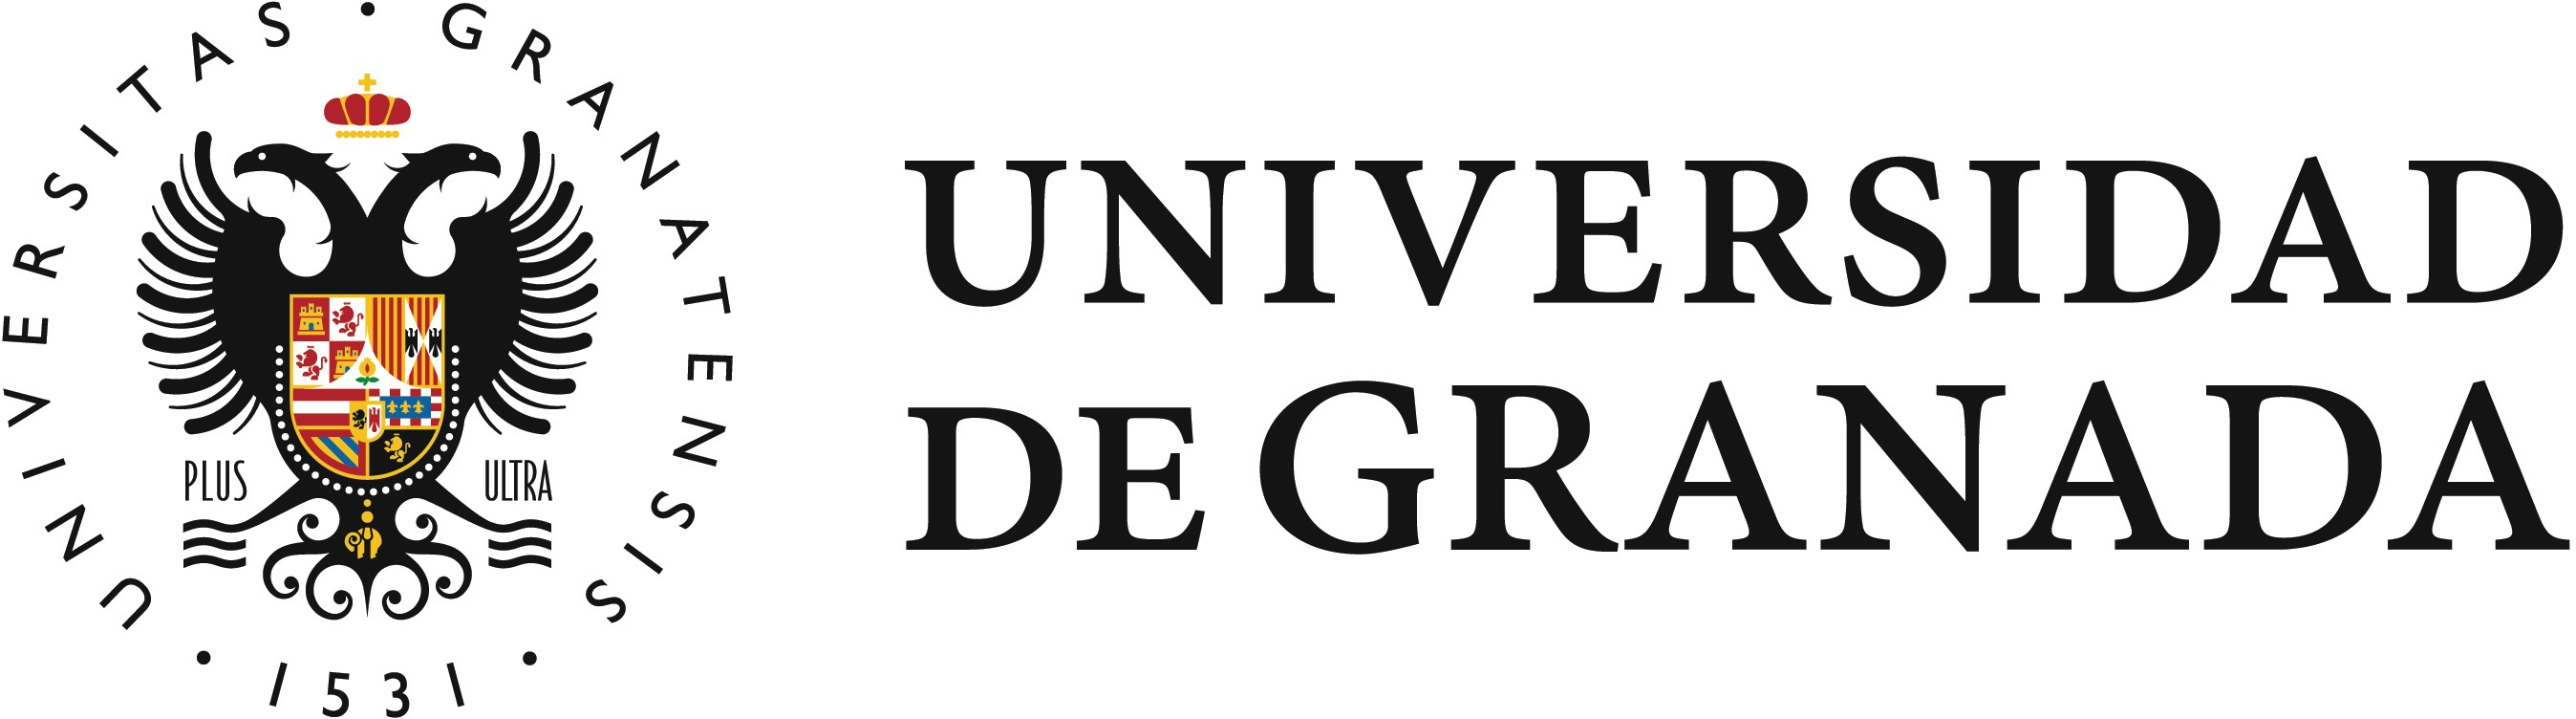 UNIVERSITAS · GRANATENSIS · 1531 ·
PLUS ULTRA
UNIVERSIDAD
DE GRANADA